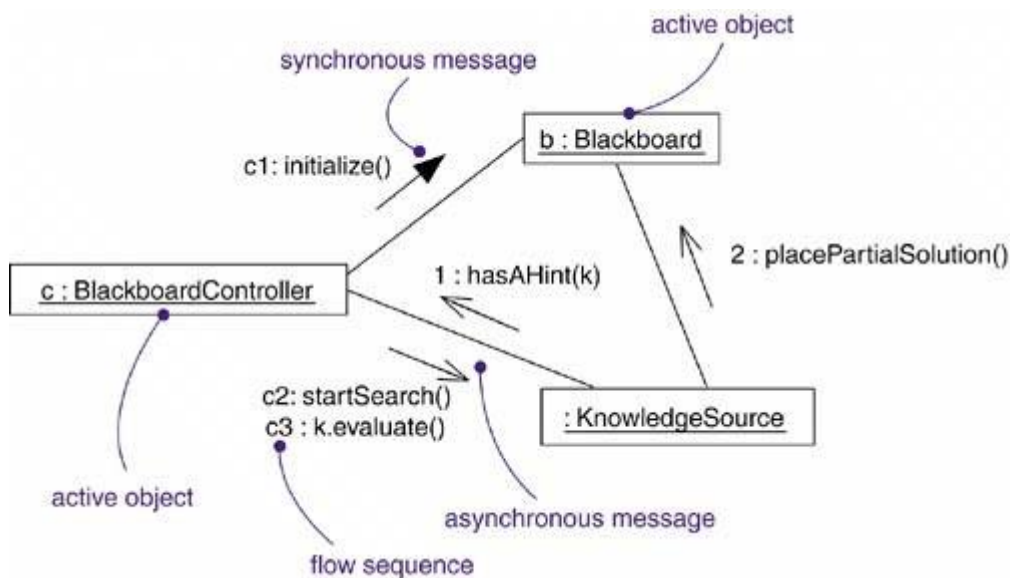 active object
synchronous message
b : Blackboard
c1: initialize()
2 : placePartialSolution()
1 : hasAHint(k)
c : BlackboardController
c2: startSearch()
c3 : k.evaluate()
: KnowledgeSource
active object
asynchronous message
flow sequence